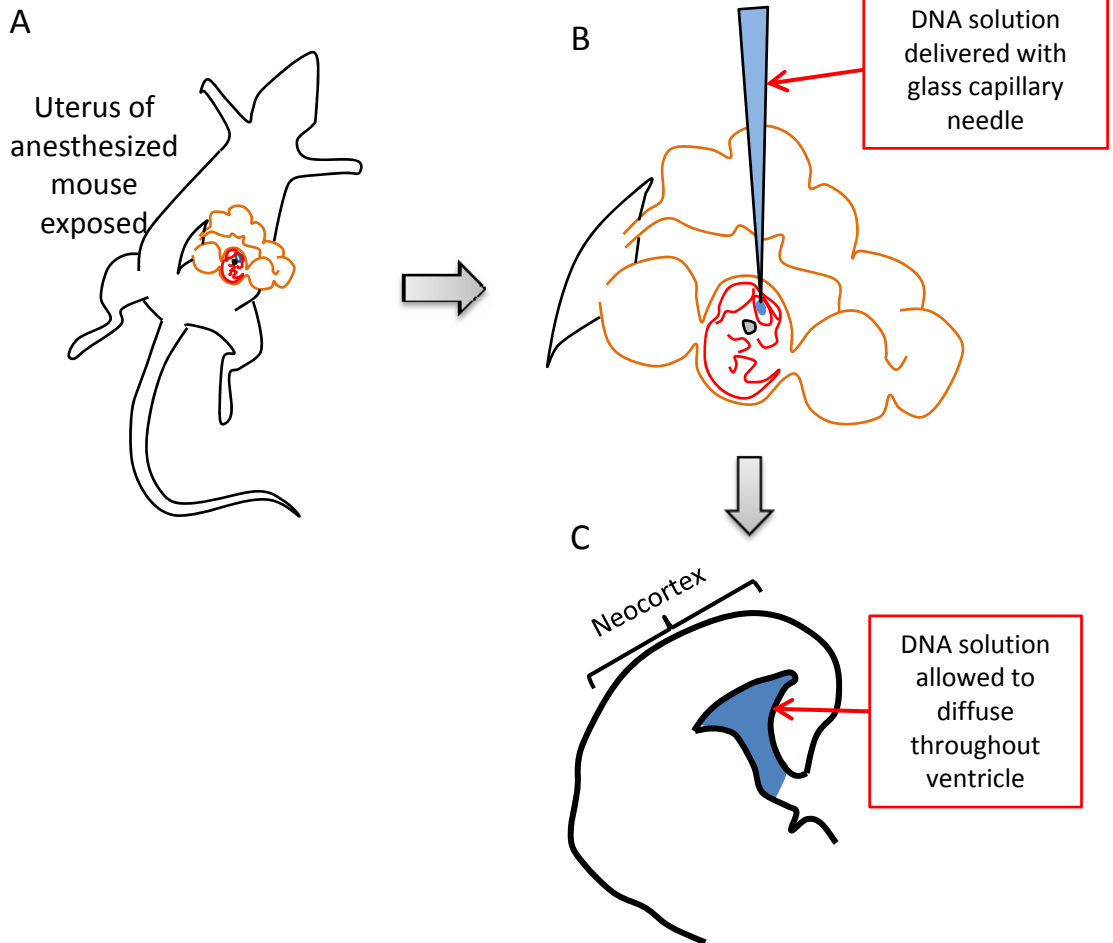 A
Uterus of
anesthesized
mouse
exposed
B
DNA solution
delivered with
glass capillary
needle
C
Neocortex
DNA solution
allowed to
diffuse
throughout
ventricle